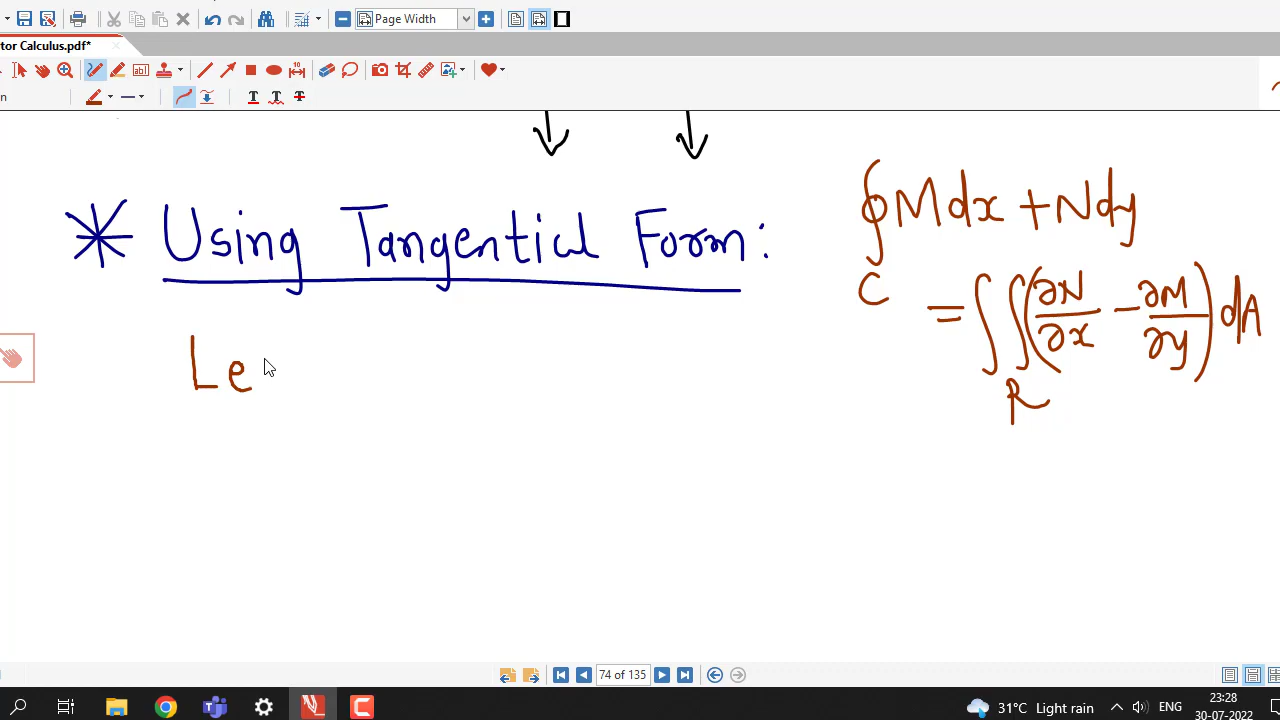 Page Width
tor Calculus.pdf*
n
* Using Tangential Form:
∮ Mdx + Ndy
C
= ∫∫ (∂N/∂x - ∂M/∂y) dA
R
Le
74 of 135
31°C Light rain
ENG
23:28
30-07-2022